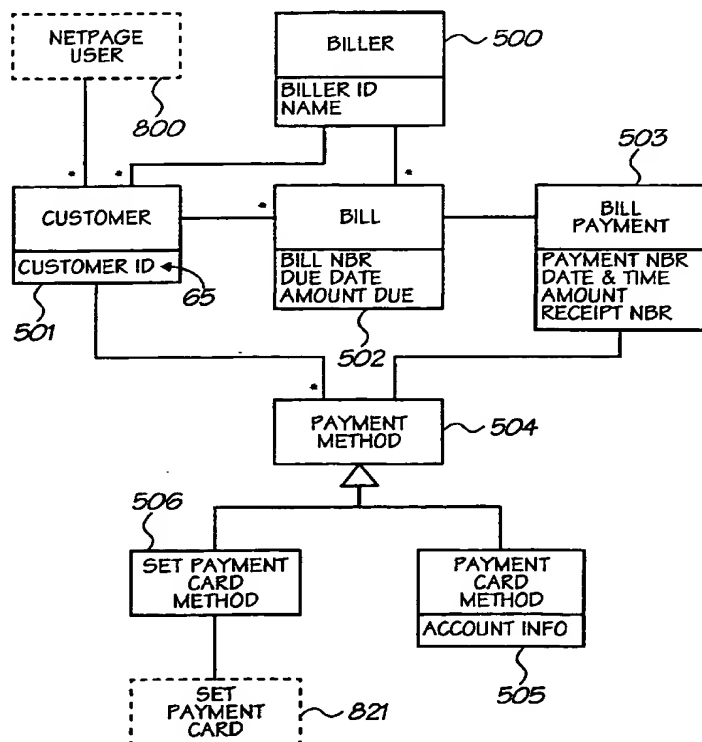 NETPAGE
USER
800
BILLER
500
BILLER ID
NAME
503
*
*
*
*
CUSTOMER
BILL
BILL
PAYMENT
CUSTOMER ID
65
501
BILL NBR
DUE DATE
AMOUNT DUE
502
PAYMENT NBR
DATE & TIME
AMOUNT
RECEIPT NBR
*
PAYMENT
METHOD
504
506
SET PAYMENT
CARD
METHOD
PAYMENT
CARD
METHOD
ACCOUNT INFO
505
SET
PAYMENT
CARD
821